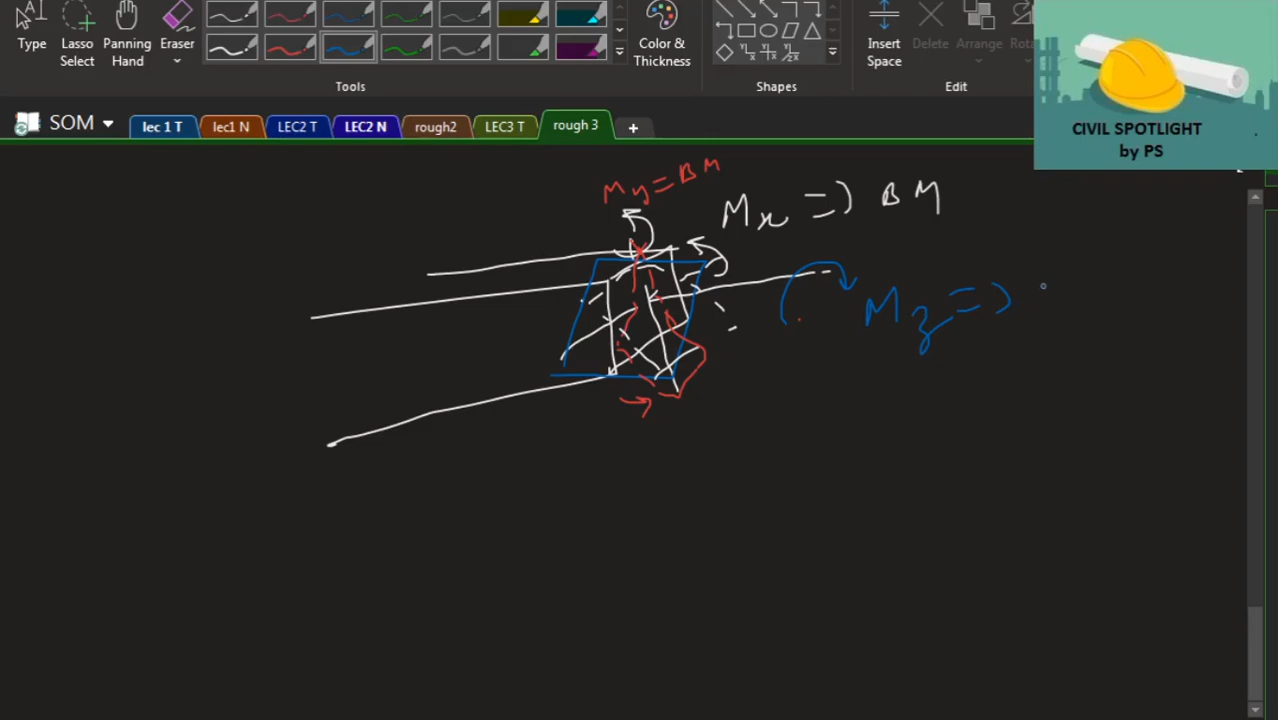 Type
Lasso Select
Panning Hand
Eraser
Color & Thickness
Insert Space
Delete
Arrange
Tools
Shapes
Edit
SOM
lec 1 T
lec1 N
LEC2 T
LEC2 N
rough2
LEC3 T
rough 3
CIVIL SPOTLIGHT
by PS
My = BM
Mx => BM
Mz =>